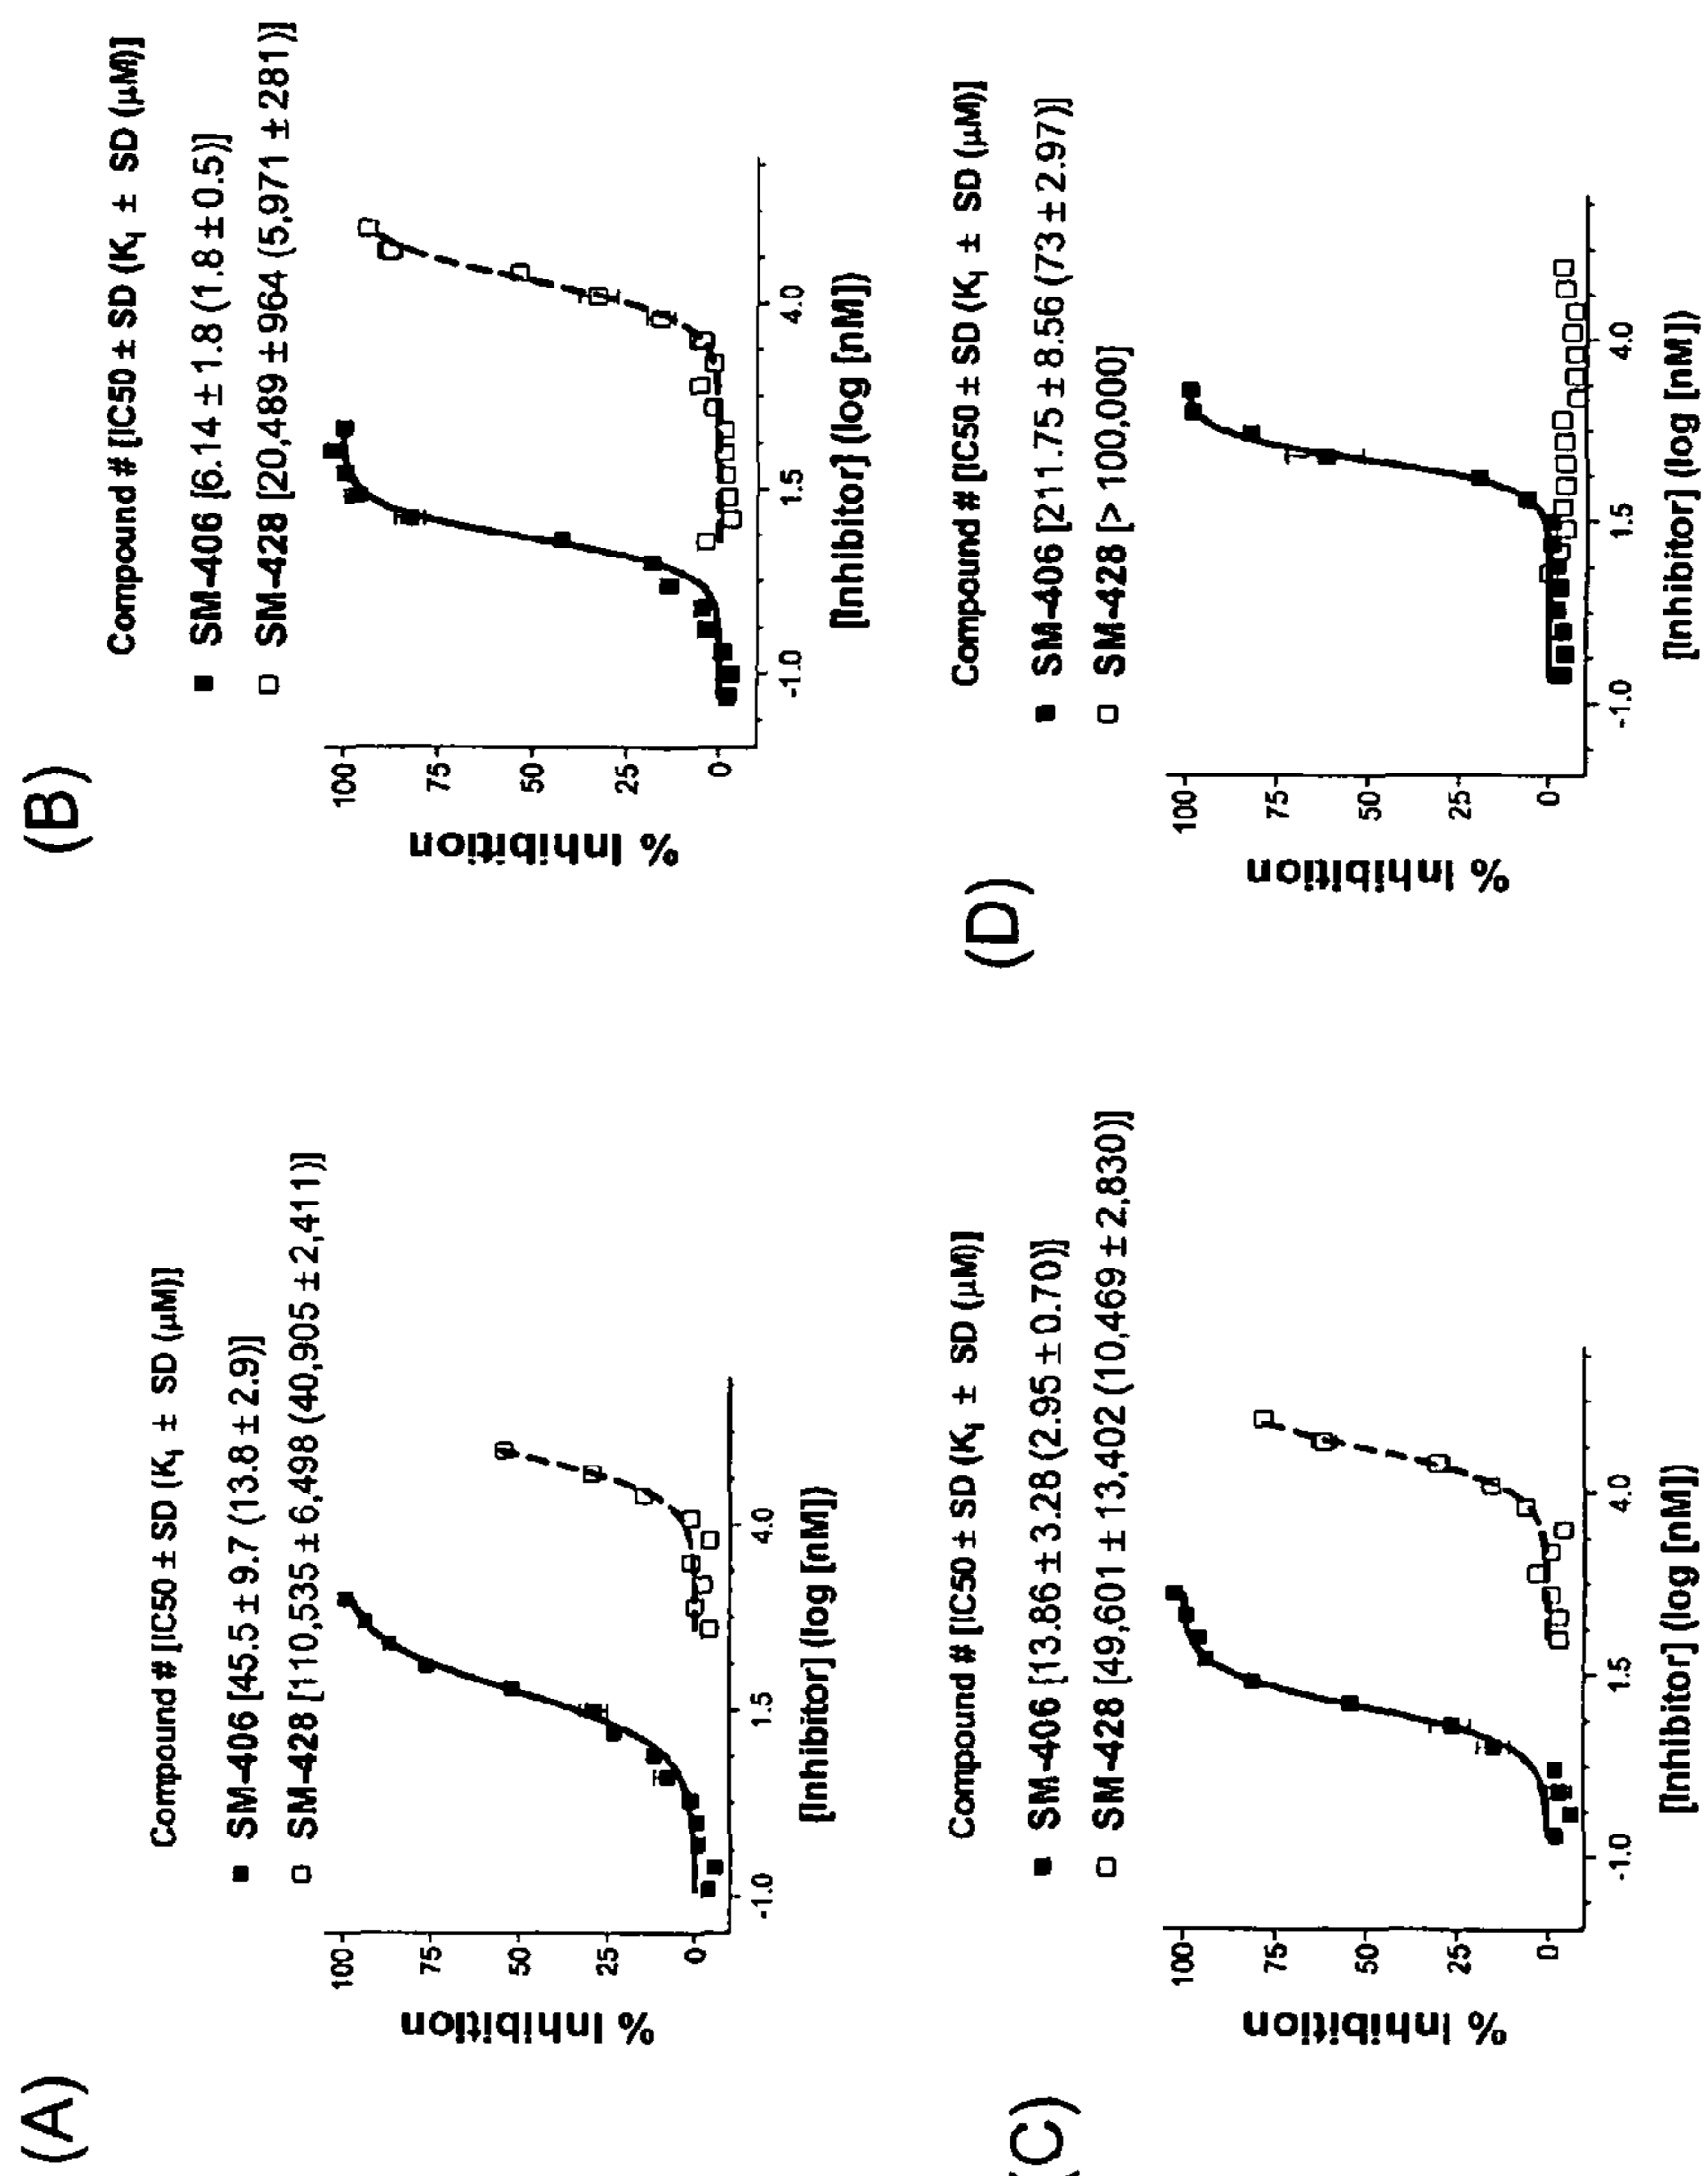 (A)
Compound # [IC50 ± SD (Ki ± SD (µM)]
■ SM-406 [45.5 ± 9.7 (13.8 ± 2.9)]
□ SM-428 [110,535 ± 6,498 (40,905 ± 2,411)]
% Inhibition
100
75
50
25
0
-1.0 1.5 4.0
[Inhibitor] (log [nM])
(B)
Compound # [IC50 ± SD (Ki ± SD (µM)]
■ SM-406 [6.14 ± 1.8 (1.8 ± 0.5)]
□ SM-428 [20,489 ± 964 (5,971 ± 281)]
% Inhibition
100
75
50
25
0
-1.0 1.5 4.0
[Inhibitor] (log [nM])
(C)
Compound # [IC50 ± SD (Ki ± SD (µM)]
■ SM-406 [13.86 ± 3.28 (2.95 ± 0.70)]
□ SM-428 [49,601 ± 13,402 (10,469 ± 2,830)]
% Inhibition
100
75
50
25
0
-1.0 1.5 4.0
[Inhibitor] (log [nM])
(D)
Compound # [IC50 ± SD (Ki ± SD (µM)]
■ SM-406 [211.75 ± 8.56 (73 ± 2.97)]
□ SM-428 [> 100,000]
% Inhibition
100
75
50
25
0
-1.0 1.5 4.0
[Inhibitor] (log [nM])